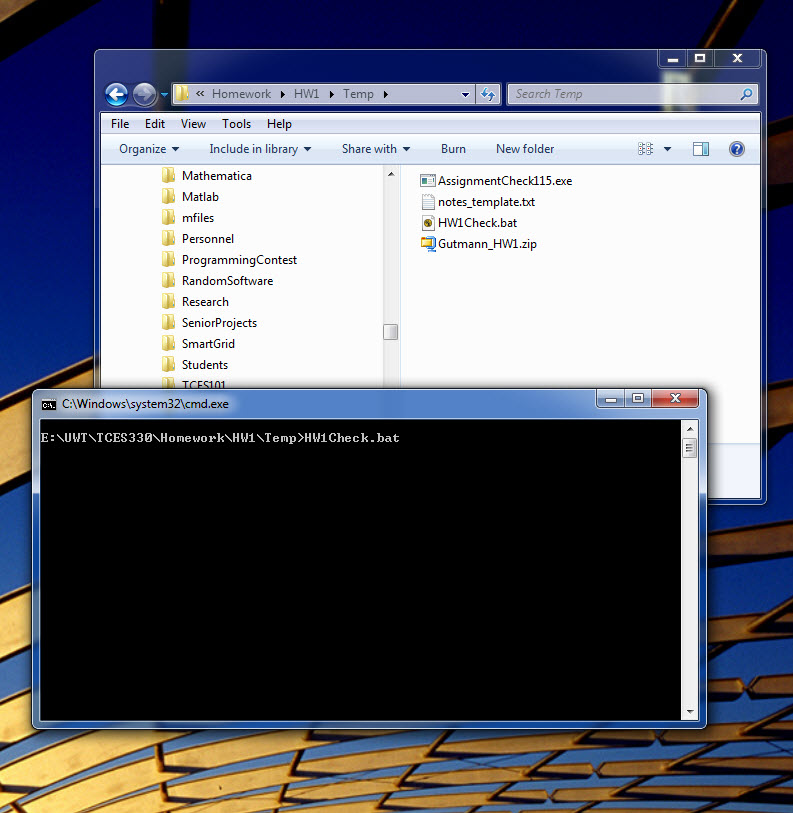 « Homework ▸ HW1 ▸ Temp ▸ Search Temp
File Edit View Tools Help
Organize Include in library Share with Burn New folder
Mathematica
Matlab
mfiles
Personnel
ProgrammingContest
RandomSoftware
Research
SeniorProjects
SmartGrid
Students
TCES101
AssignmentCheck115.exe
notes_template.txt
HW1Check.bat
Gutmann_HW1.zip
C:\Windows\system32\cmd.exe
E:\UWT\TCES330\Homework\HW1\Temp>HW1Check.bat